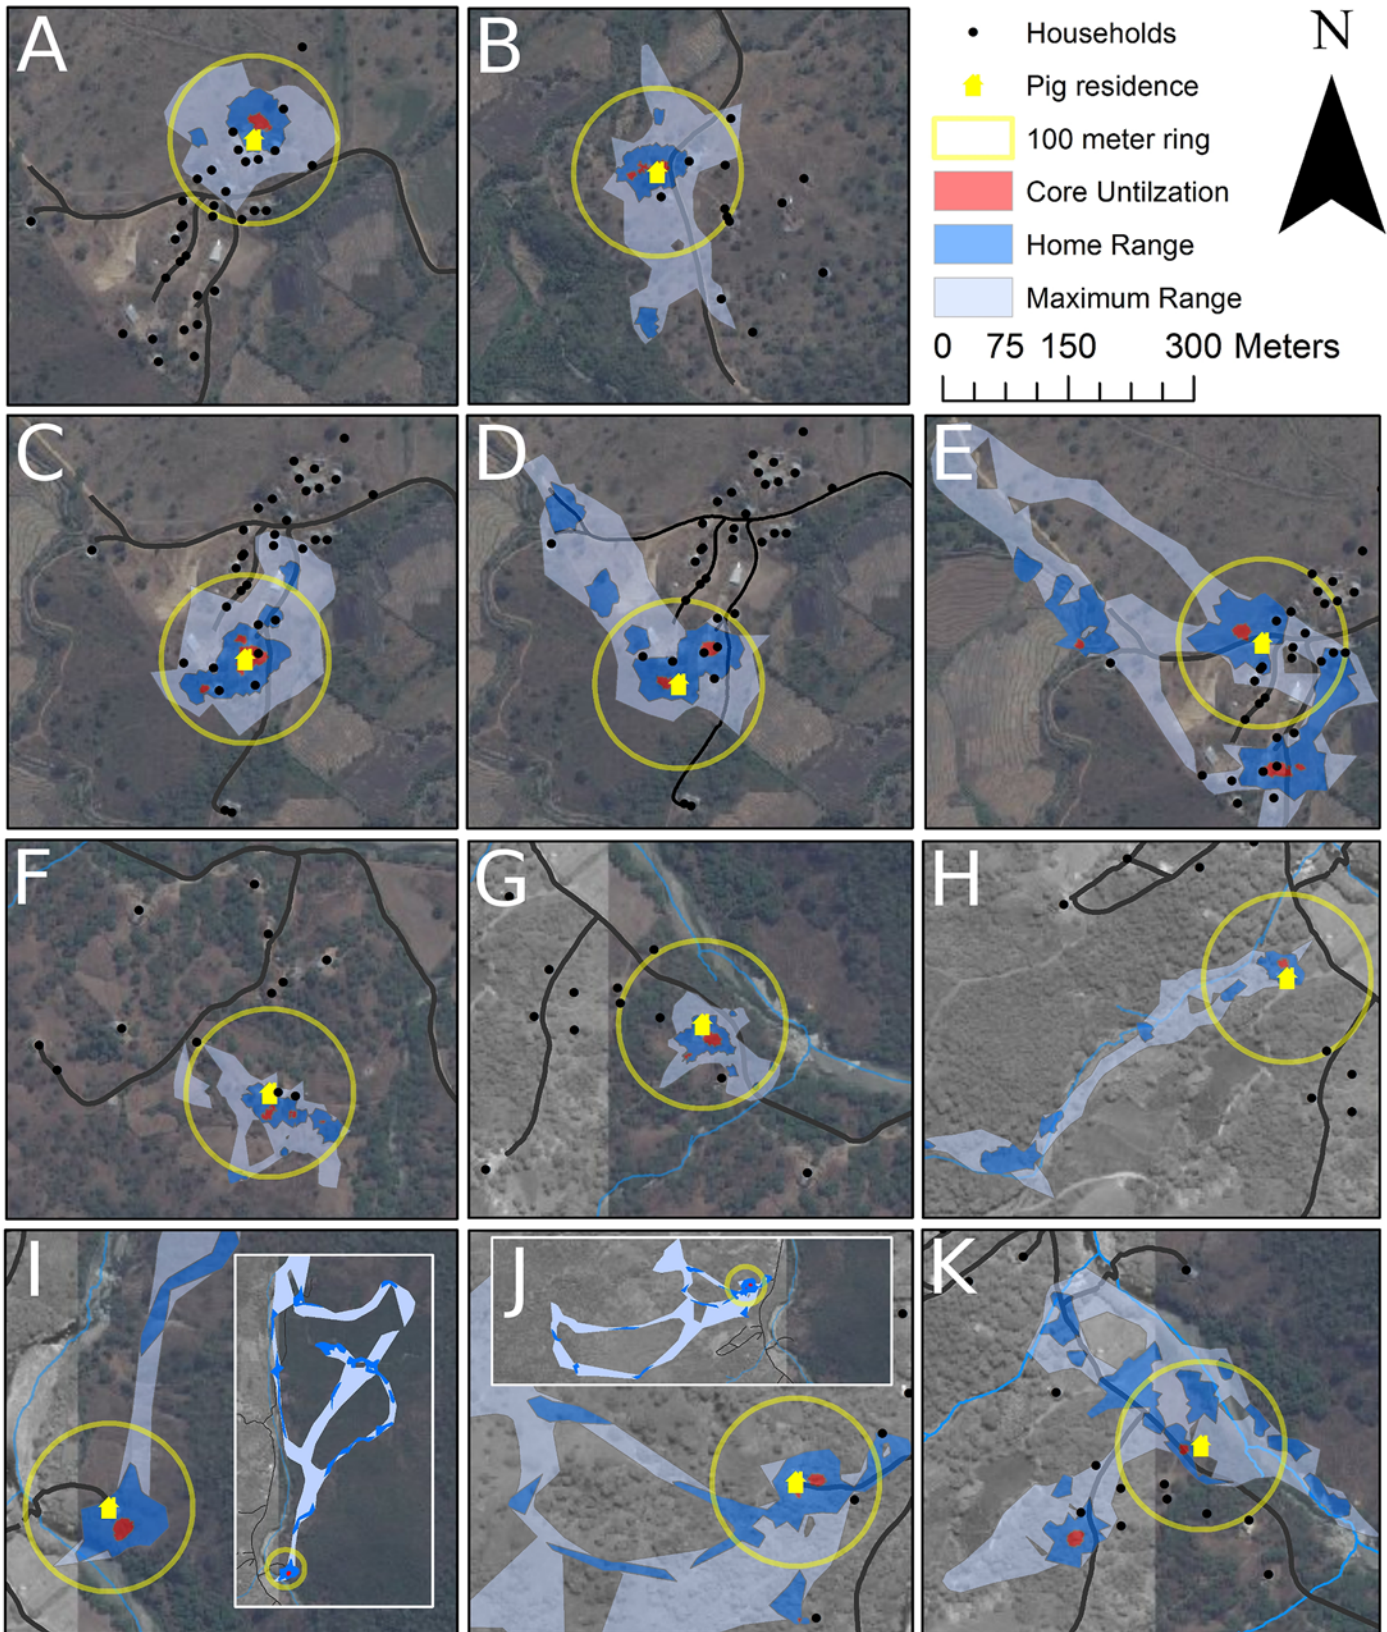 A
B
Households
Pig residence
100 meter ring
Core Untilzation
Home Range
Maximum Range
N
0 75 150 300 Meters
C
D
E
F
G
H
I
J
K